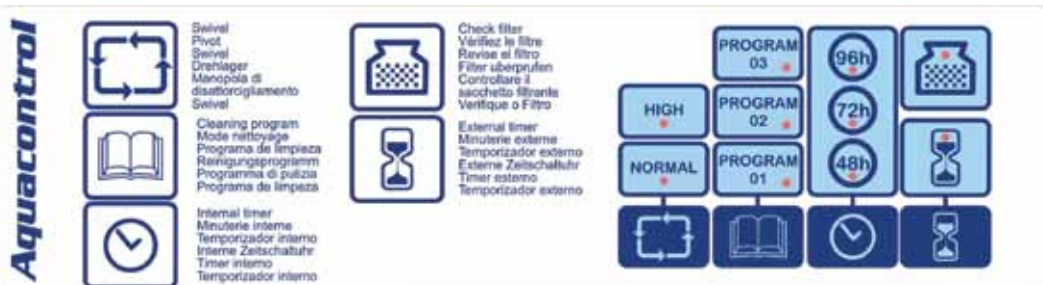 Aquacontrol
Swivel
Pivot
Swivel
Drehlager
Manopola di
disattorcigliamento
Swivel
Cleaning program
Mode nettoyage
Programa de limpieza
Reinigungsprogramm
Programma di pulizia
Programa de limpeza
Internal timer
Minuterie interne
Temporizador interno
Interne Zeitschaltuhr
Timer interno
Temporizador interno
Check filter
Vérifiez le filtre
Revise el filtro
Filter uberprufen
Controllare il
sacchetto filtrante
Verifique o Filtro
External timer
Minuterie externe
Temporizador externo
Externe Zeitschaltuhr
Timer esterno
Temporizador externo
HIGH
NORMAL
PROGRAM
03
PROGRAM
02
PROGRAM
01
96h
72h
48h